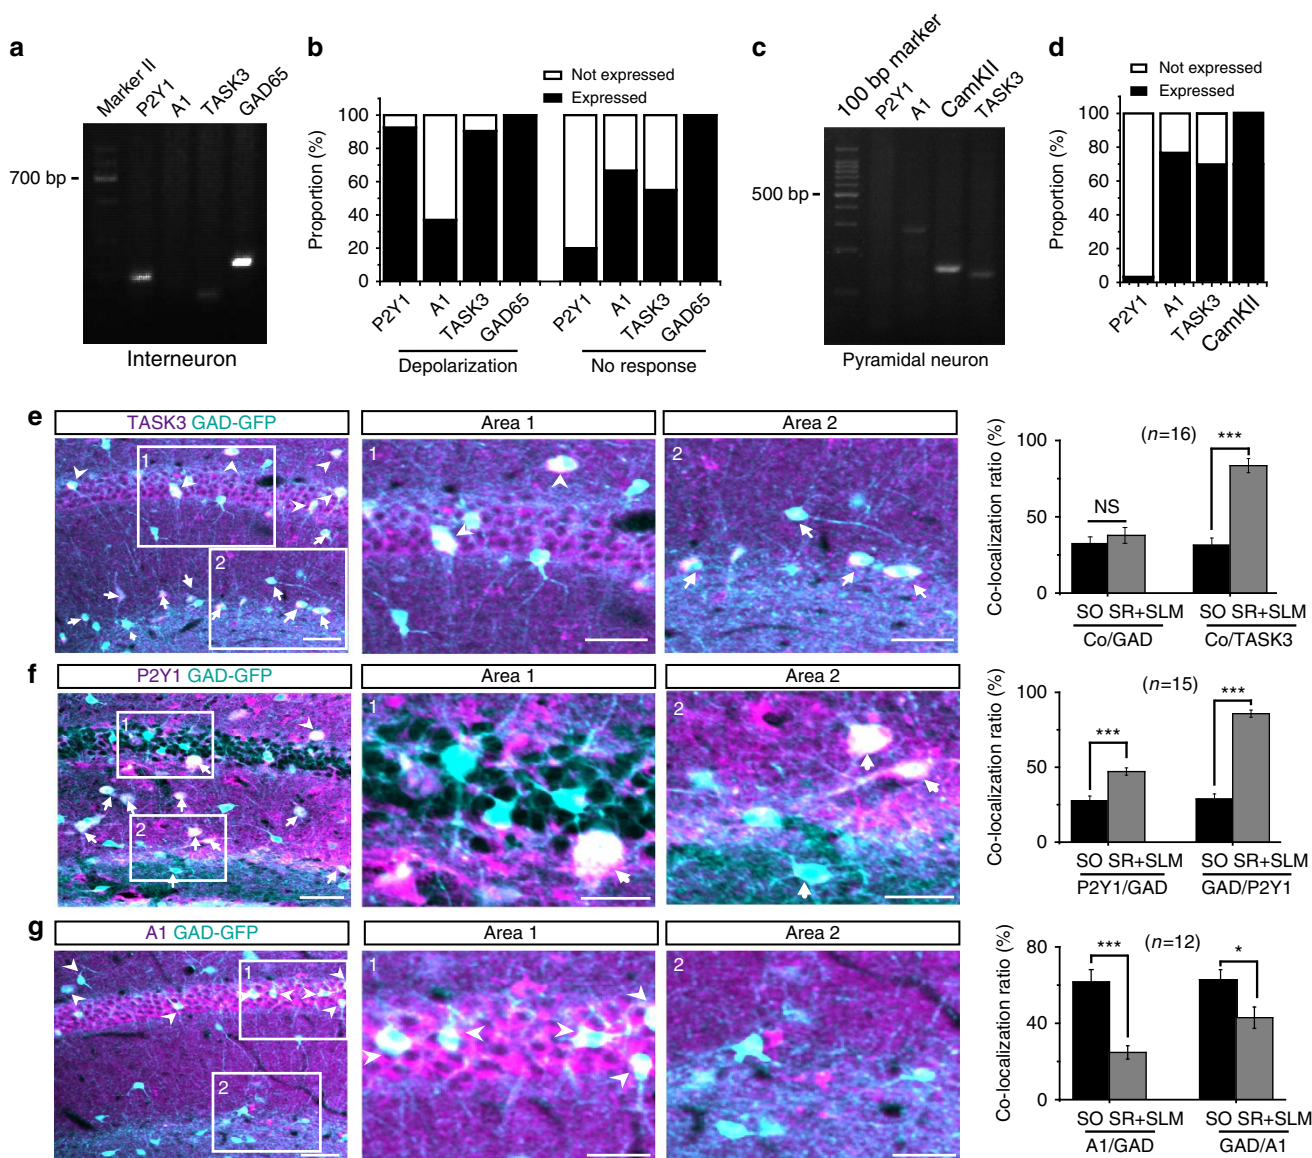 a
Marker II P2Y1 A1 TASK3 GAD65
700 bp
Interneuron
b
Not expressed
Expressed
Proportion (%)
100
80
60
40
20
0
P2Y1 A1 TASK3 GAD65 P2Y1 A1 TASK3 GAD65
Depolarization No response
c
100 bp marker P2Y1 A1 CamKII TASK3
500 bp
Pyramidal neuron
d
Not expressed
Expressed
Proportion (%)
100
80
60
40
20
0
P2Y1 A1 TASK3 CamKII
e
TASK3 GAD-GFP Area 1 Area 2
1
2
1
2
Co-localization ratio (%)
100
50
0
(n=16)
NS
***
SO SR+SLM SO SR+SLM
Co/GAD Co/TASK3
f
P2Y1 GAD-GFP Area 1 Area 2
1
2
1
2
Co-localization ratio (%)
100
50
0
(n=15)
***
***
SO SR+SLM SO SR+SLM
P2Y1/GAD GAD/P2Y1
g
A1 GAD-GFP Area 1 Area 2
1
2
1
2
Co-localization ratio (%)
80
40
0
(n=12)
***
*
SO SR+SLM SO SR+SLM
A1/GAD GAD/A1